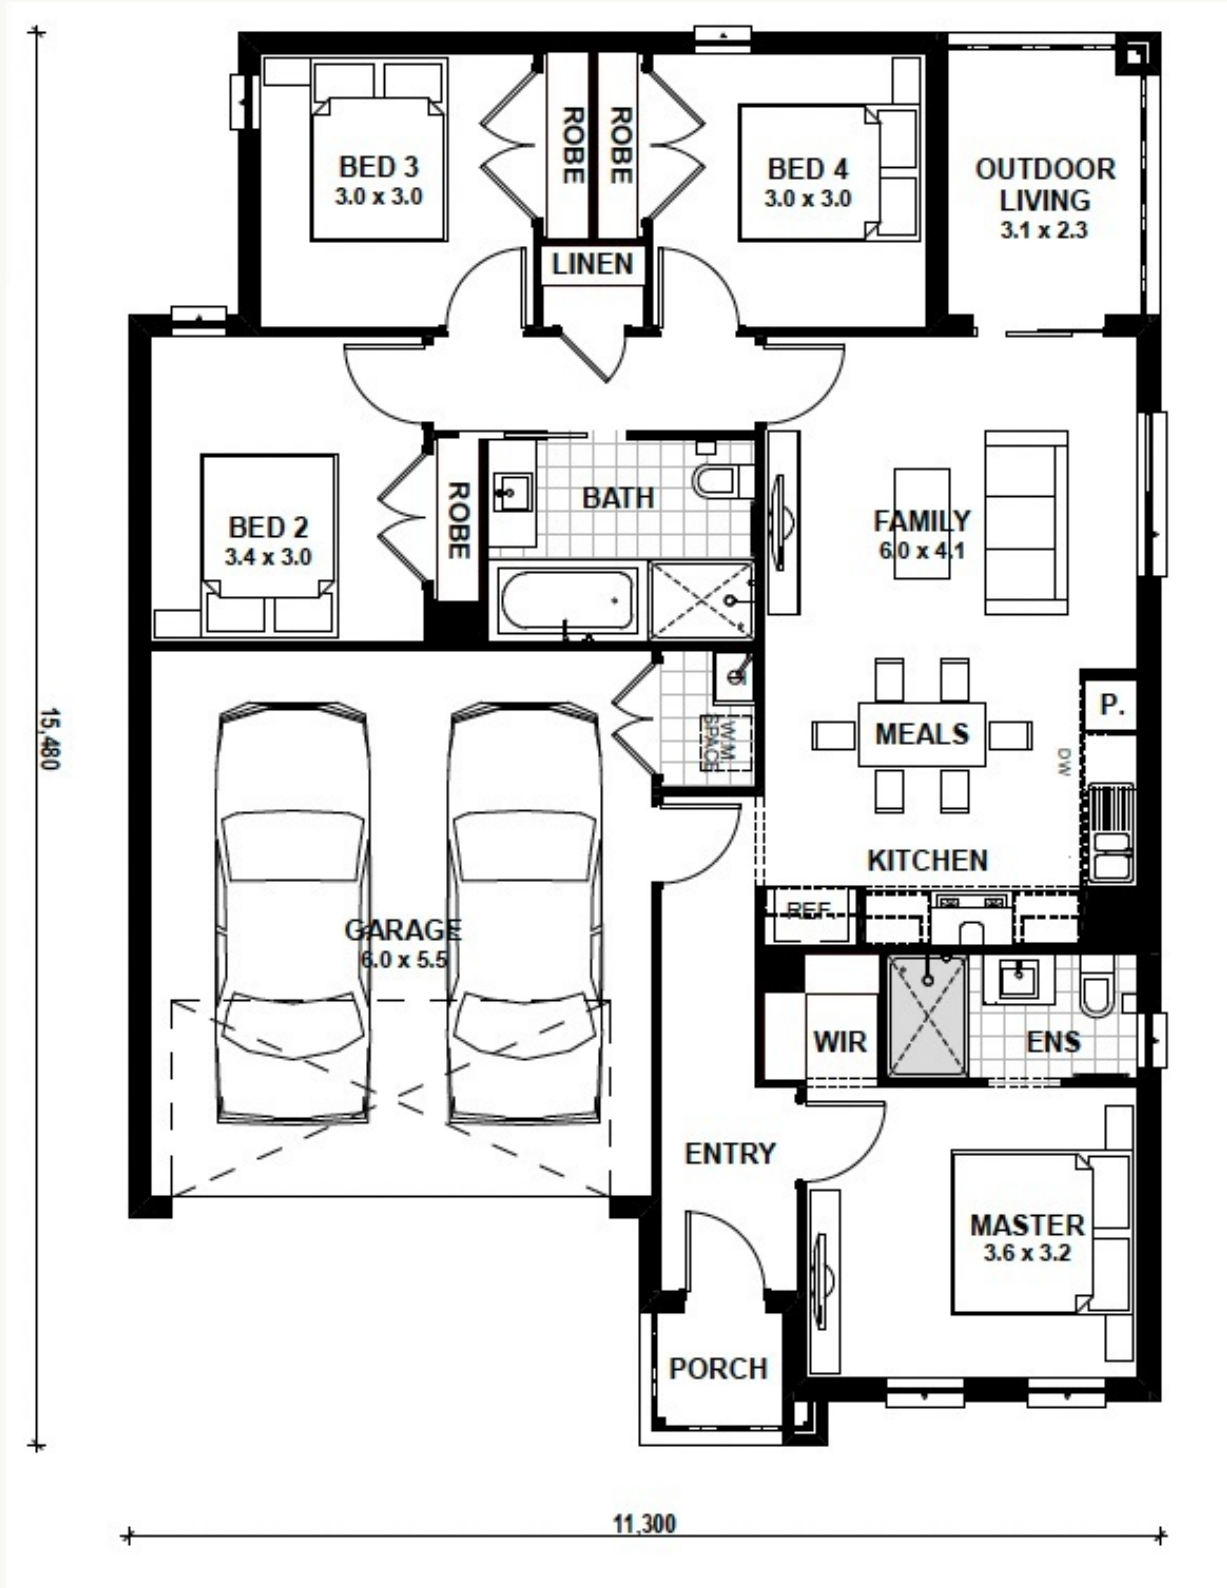 BED 3
3.0 x 3.0
ROBE
ROBE
BED 4
3.0 x 3.0
OUTDOOR
LIVING
3.1 x 2.3
LINEN
BED 2
3.4 x 3.0
ROBE
BATH
FAMILY
6.0 x 4.1
W.M.
SPACE
MEALS
P.
DW
15,480
KITCHEN
REF.
GARAGE
6.0 x 5.5
WIR
ENS
ENTRY
MASTER
3.6 x 3.2
PORCH
11,300